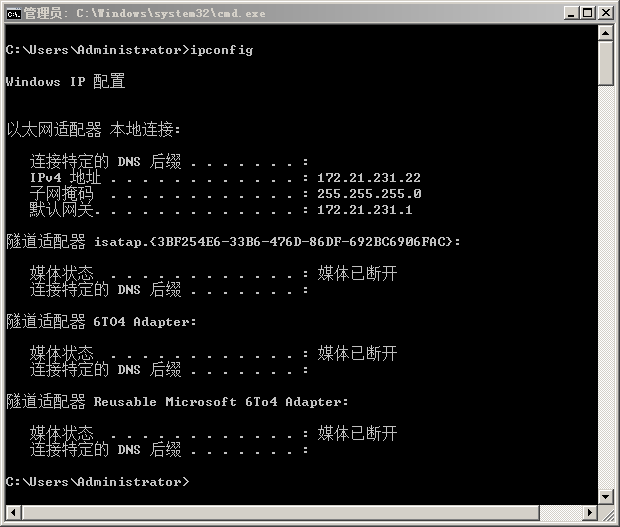 管理员: C:\Windows\system32\cmd.exe
C:\Users\Administrator>ipconfig
Windows IP 配置
以太网适配器 本地连接:
连接特定的 DNS 后缀 . . . . . . . :
IPv4 地址 . . . . . . . . . . . . : 172.21.231.22
子网掩码  . . . . . . . . . . . . : 255.255.255.0
默认网关. . . . . . . . . . . . . : 172.21.231.1
隧道适配器 isatap.{3BF254E6-33B6-476D-86DF-692BC6906FAC}:
媒体状态  . . . . . . . . . . . . : 媒体已断开
连接特定的 DNS 后缀 . . . . . . . :
隧道适配器 6TO4 Adapter:
媒体状态  . . . . . . . . . . . . : 媒体已断开
连接特定的 DNS 后缀 . . . . . . . :
隧道适配器 Reusable Microsoft 6To4 Adapter:
媒体状态  . . . . . . . . . . . . : 媒体已断开
连接特定的 DNS 后缀 . . . . . . . :
C:\Users\Administrator>